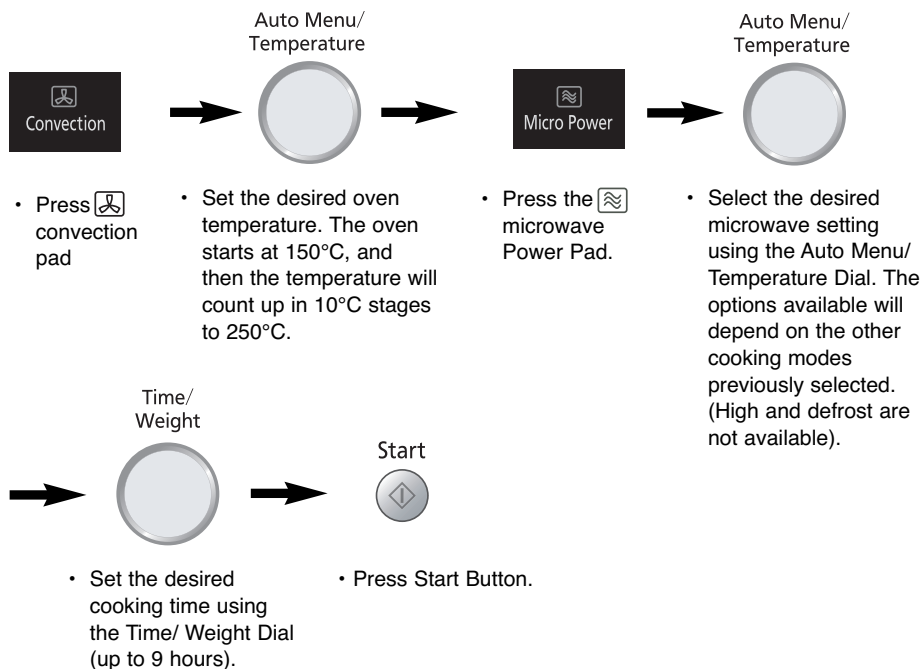 Auto Menu/
Temperature
Auto Menu/
Temperature
Convection
Micro Power
• Press
convection
pad
• Set the desired oven
temperature. The oven
starts at 150°C, and
then the temperature will
count up in 10°C stages
to 250°C.
• Press the
microwave
Power Pad.
• Select the desired
microwave setting
using the Auto Menu/
Temperature Dial. The
options available will
depend on the other
cooking modes
previously selected.
(High and defrost are
not available).
Time/
Weight
Start
• Set the desired
cooking time using
the Time/ Weight Dial
(up to 9 hours).
• Press Start Button.